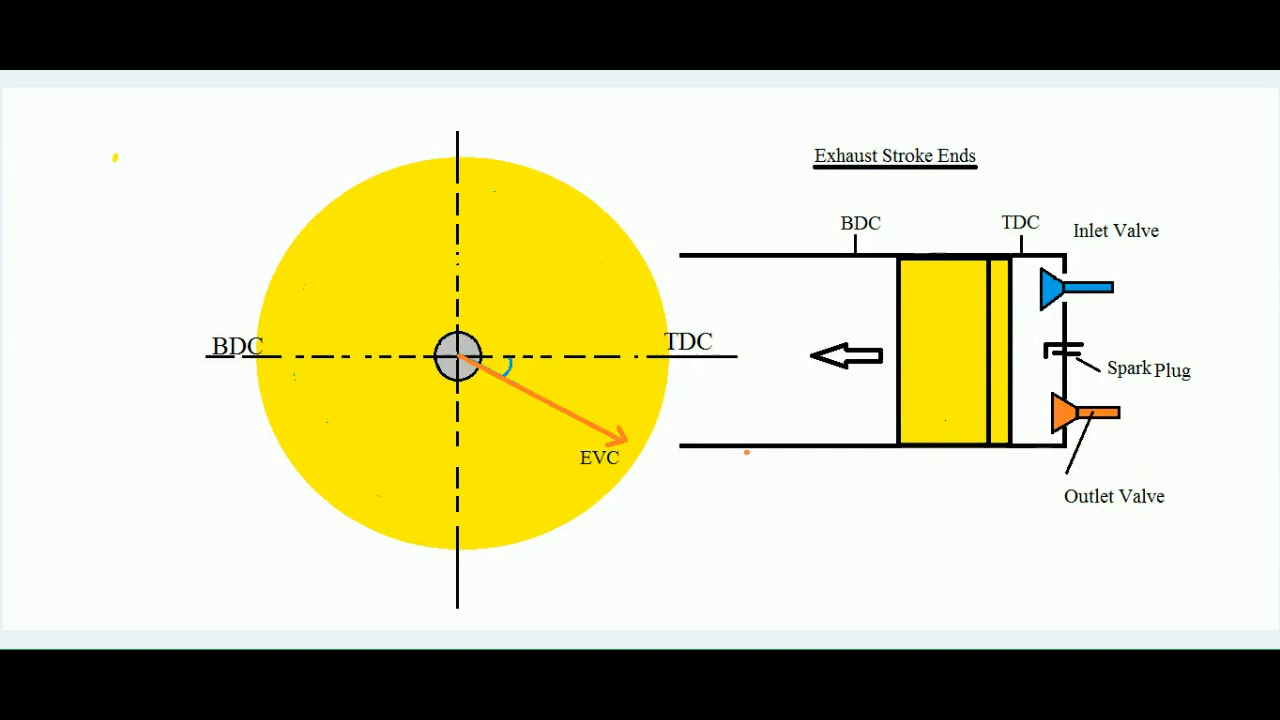 Exhaust Stroke Ends
BDC
TDC
Inlet Valve
BDC
TDC
Spark Plug
EVC
Outlet Valve